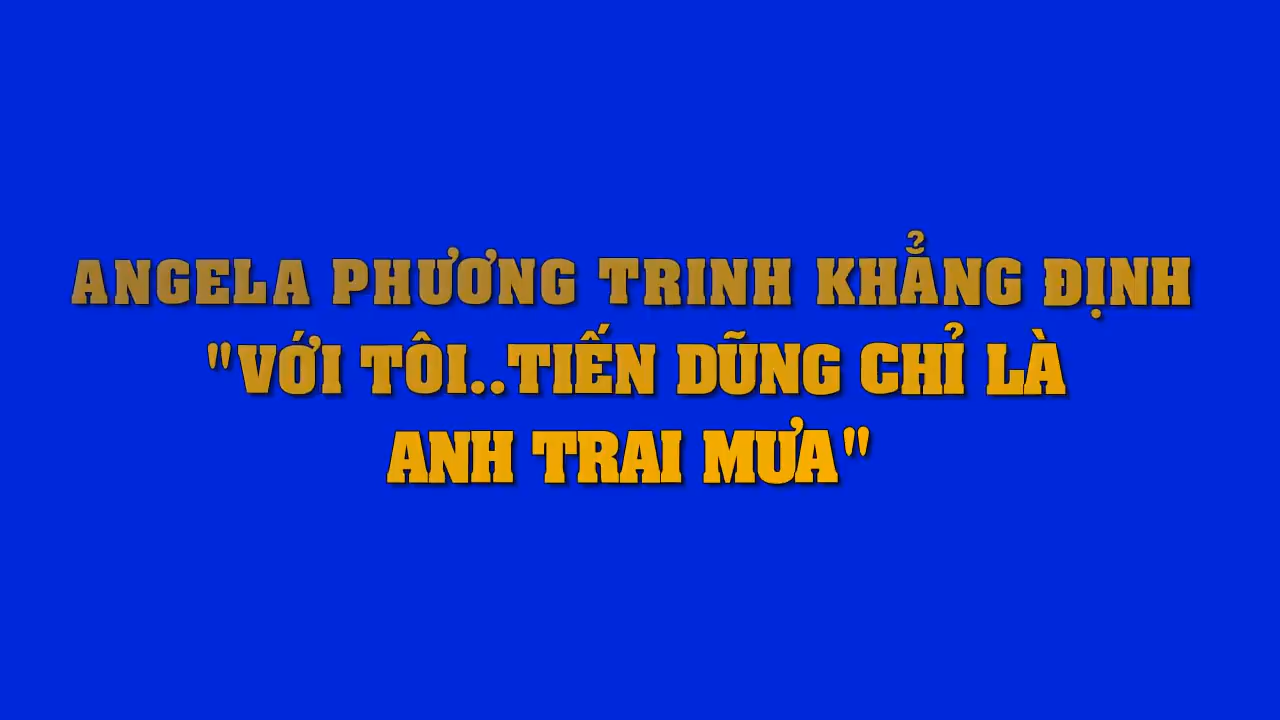 ANGELA PHƯƠNG TRINH KHẲNG ĐỊNH
"VỚI TÔI..TIẾN DŨNG CHỈ LÀ
ANH TRAI MƯA"